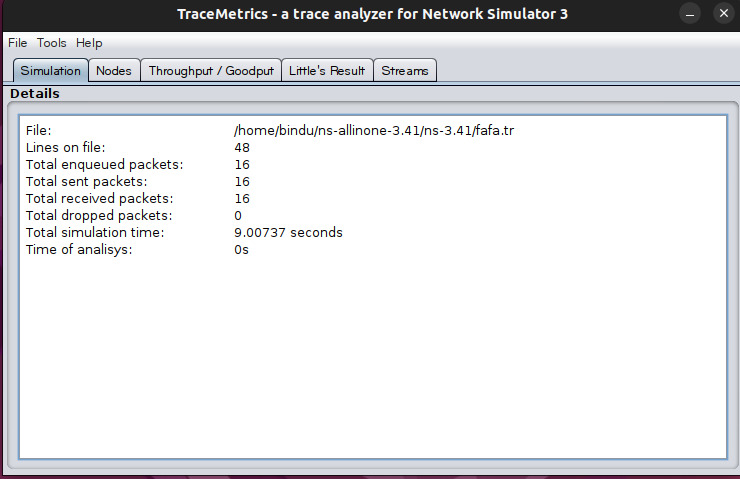 TraceMetrics - a trace analyzer for Network Simulator 3
File Tools Help
Simulation Nodes Throughput / Goodput Little's Result Streams
Details
File: /home/bindu/ns-allinone-3.41/ns-3.41/fafa.tr
Lines on file: 48
Total enqueued packets: 16
Total sent packets: 16
Total received packets: 16
Total dropped packets: 0
Total simulation time: 9.00737 seconds
Time of analisys: 0s